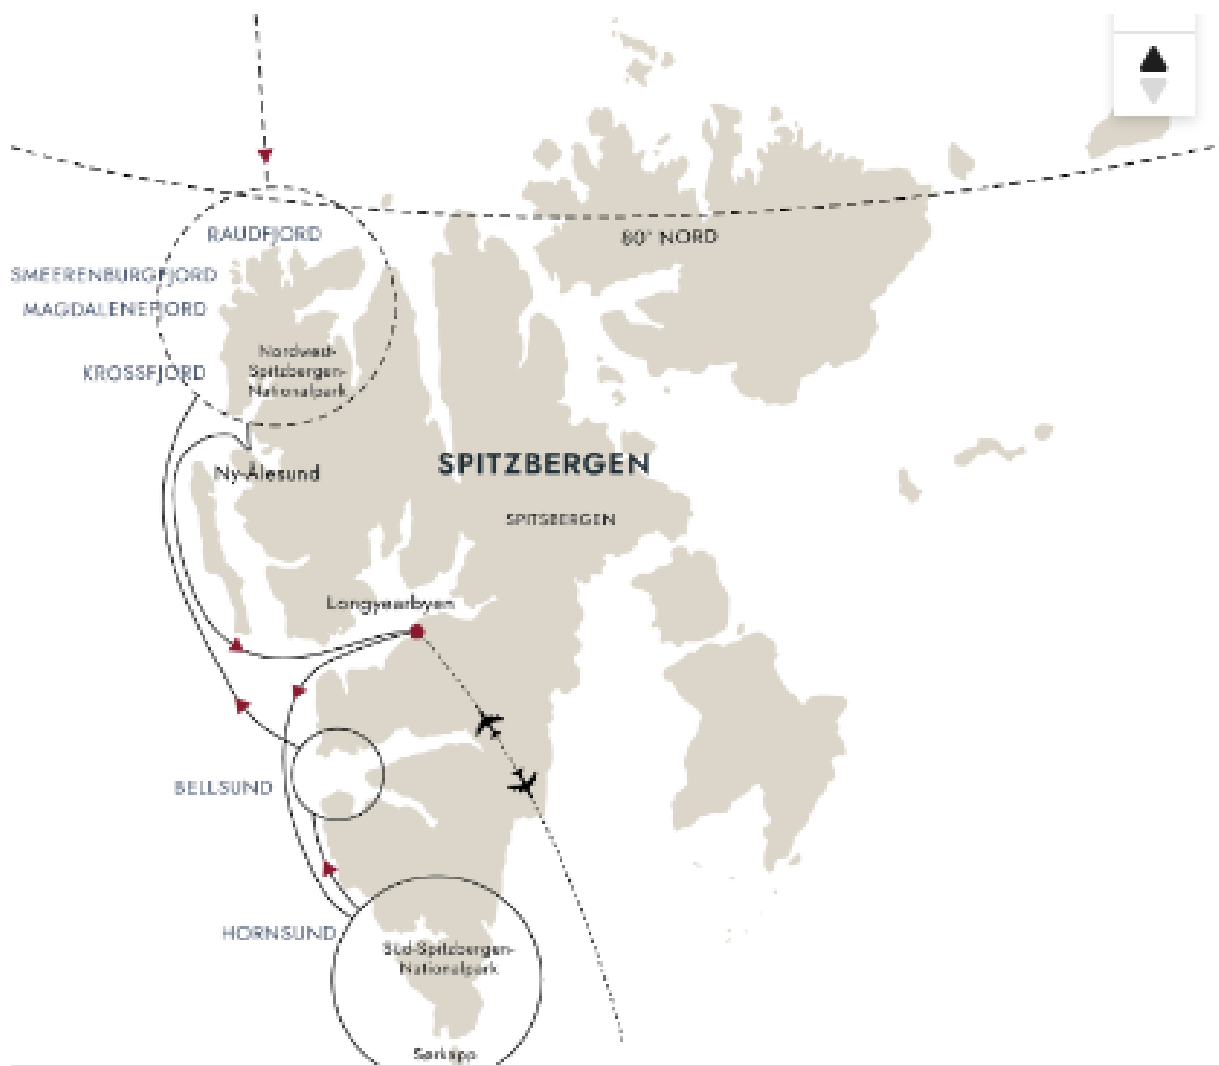 RAUDFJORD
80° NORD
SMEERENBURGFJORD
MAGDALENEFJORD
Nordwest-
Spitzbergen-
Nationalpark
KROSSFJORD
SPITZBERGEN
Ny-Ålesund
SPITSBERGEN
Longyearbyen
BELLSUND
HORNSUND
Süd-Spitzbergen-
Nationalpark
Sørkapp